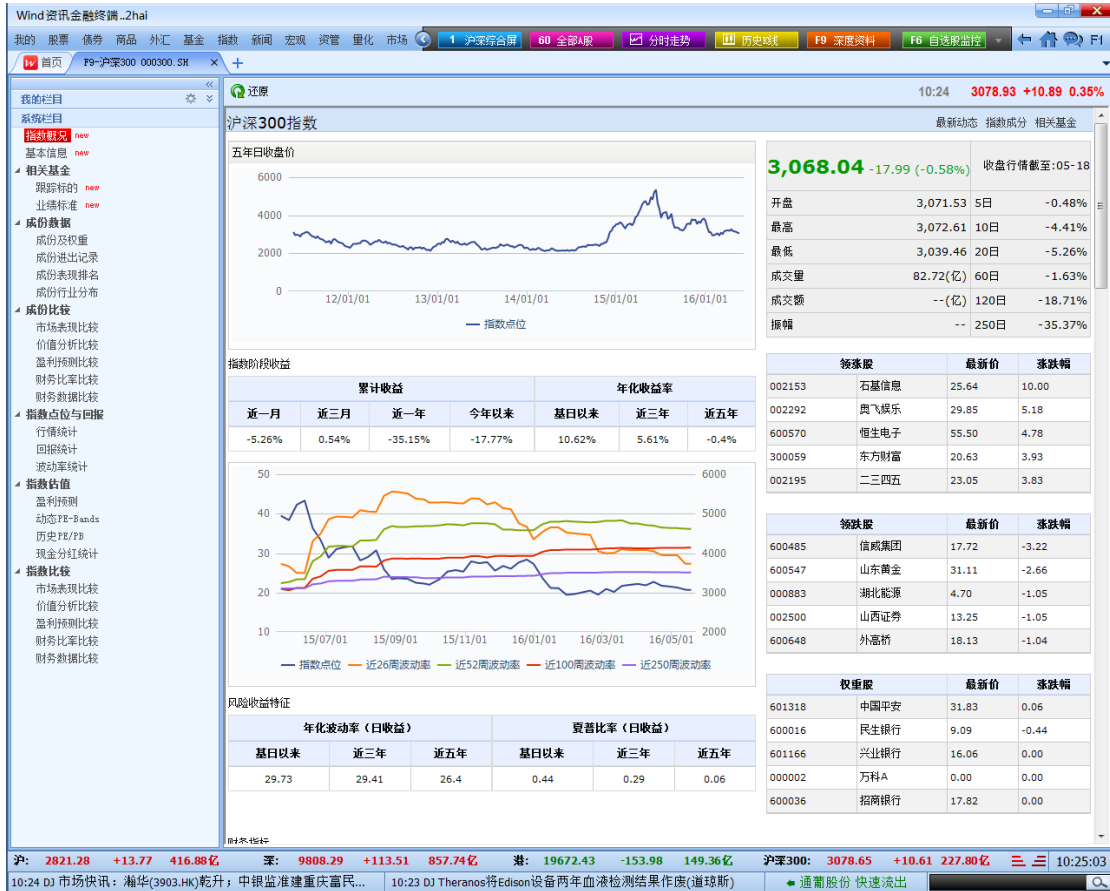 Wind资讯金融终端..2hai
我的 股票 债券 商品 外汇 基金 指数 新闻 宏观 资管 量化 市场 1 沪深综合屏 60 全部A股 分时走势 历史K线 F9 深度资料 F6 自选股监控 F1
首页 F9-沪深300 000300.SH × +
我的栏目
系统栏目
指数概况 new
基本信息 new
相关基金
跟踪标的 new
业绩标准 new
成份数据
成份及权重
成份进出记录
成份表现排名
成份行业分布
成份比较
市场表现比较
价值分析比较
盈利预测比较
财务比率比较
财务数据比较
指数点位与回报
行情统计
回报统计
波动率统计
指数估值
盈利预测
动态PE-Bands
历史PE/PB
现金分红统计
指数比较
市场表现比较
价值分析比较
盈利预测比较
财务比率比较
财务数据比较
还原 10:24 3078.93 +10.89 0.35%
沪深300指数 最新动态 指数成分 相关基金
五年日收盘价
6000
4000
2000
0
12/01/01 13/01/01 14/01/01 15/01/01 16/01/01
指数点位
指数阶段收益
累计收益 年化收益率
近一月 近三月 近一年 今年以来 基日以来 近三年 近五年
-5.26% 0.54% -35.15% -17.77% 10.62% 5.61% -0.4%
50 6000
40 5000
30 4000
20 3000
10 2000
15/07/01 15/09/01 15/11/01 16/01/01 16/03/01 16/05/01
指数点位 近26周波动率 近52周波动率 近100周波动率 近250周波动率
风险收益特征
年化波动率（日收益） 夏普比率（日收益）
基日以来 近三年 近五年 基日以来 近三年 近五年
29.73 29.41 26.4 0.44 0.29 0.06
财务指标
3,068.04 -17.99 (-0.58%) 收盘行情截至:05-18
开盘 3,071.53 5日 -0.48%
最高 3,072.61 10日 -4.41%
最低 3,039.46 20日 -5.26%
成交量 82.72(亿) 60日 -1.63%
成交额 --(亿) 120日 -18.71%
振幅 -- 250日 -35.37%
领涨股 最新价 涨跌幅
002153 石基信息 25.64 10.00
002292 奥飞娱乐 29.85 5.18
600570 恒生电子 55.50 4.78
300059 东方财富 20.63 3.93
002195 二三四五 23.05 3.83
领跌股 最新价 涨跌幅
600485 信威集团 17.72 -3.22
600547 山东黄金 31.11 -2.66
000883 湖北能源 4.70 -1.05
002500 山西证券 13.25 -1.05
600648 外高桥 18.13 -1.04
权重股 最新价 涨跌幅
601318 中国平安 31.83 0.06
600016 民生银行 9.09 -0.44
601166 兴业银行 16.06 0.00
000002 万科A 0.00 0.00
600036 招商银行 17.82 0.00
沪: 2821.28 +13.77 416.88亿 深: 9808.29 +113.51 857.74亿 港: 19672.43 -153.98 149.36亿 沪深300: 3078.65 +10.61 227.80亿 10:25:03
10:24 DJ 市场快讯：瀚华(3903.HK)乾升；中银监准建重庆富民... 10:23 DJ Theranos将Edison设备两年血液检测结果作废(道琼斯) 通葡股份 快速流出